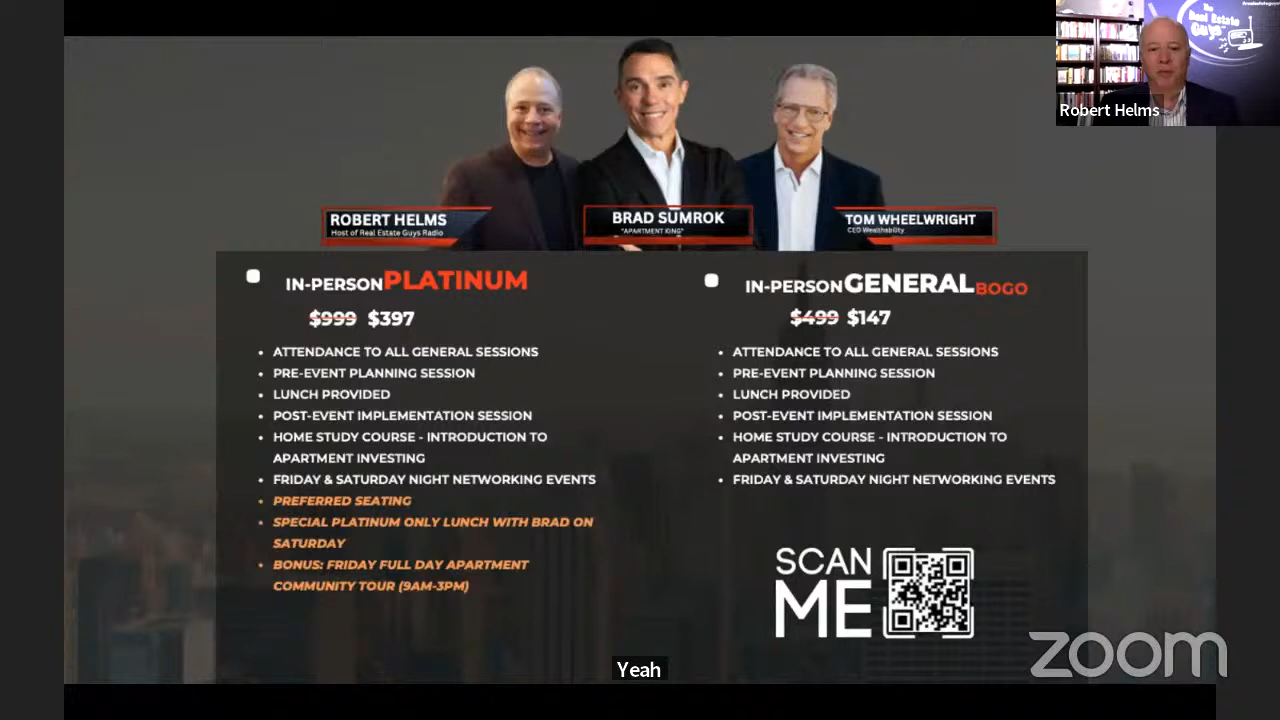 The
Real Estate
Guys
Robert Helms
ROBERT HELMS
Host of Real Estate Guys Radio
BRAD SUMROK
"APARTMENT KING"
TOM WHEELWRIGHT
CEO Wealthability
IN-PERSON PLATINUM
$999 $397
• ATTENDANCE TO ALL GENERAL SESSIONS
• PRE-EVENT PLANNING SESSION
• LUNCH PROVIDED
• POST-EVENT IMPLEMENTATION SESSION
• HOME STUDY COURSE - INTRODUCTION TO
APARTMENT INVESTING
• FRIDAY & SATURDAY NIGHT NETWORKING EVENTS
• PREFERRED SEATING
• SPECIAL PLATINUM ONLY LUNCH WITH BRAD ON
SATURDAY
• BONUS: FRIDAY FULL DAY APARTMENT
COMMUNITY TOUR (9AM-3PM)
IN-PERSON GENERAL BOGO
$499 $147
• ATTENDANCE TO ALL GENERAL SESSIONS
• PRE-EVENT PLANNING SESSION
• LUNCH PROVIDED
• POST-EVENT IMPLEMENTATION SESSION
• HOME STUDY COURSE - INTRODUCTION TO
APARTMENT INVESTING
• FRIDAY & SATURDAY NIGHT NETWORKING EVENTS
SCAN
ME
zoom
Yeah